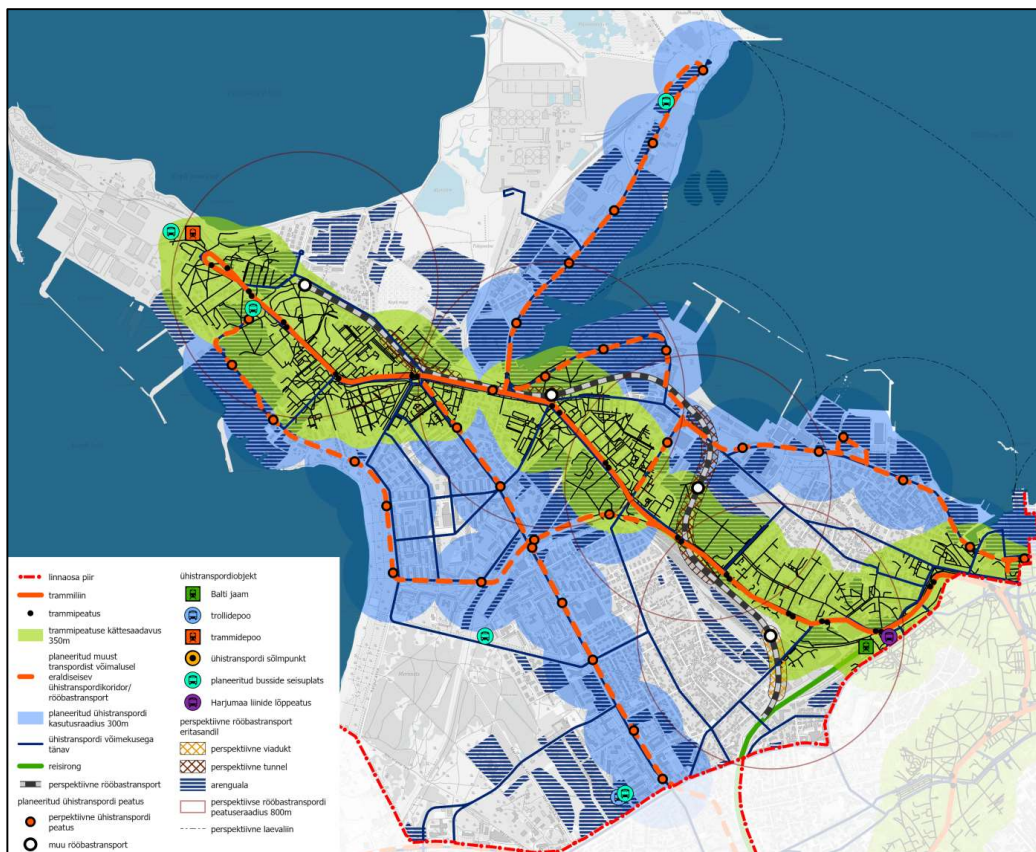 linnaosa piir
trammiliin
trammipeatus
trammipeatuse kättesaadavus
350m
planeeritud muust
transpordist võimalusel
eraldiseisev
ühistranspordikoridor/
rööbastransport
planeeritud ühistranspordi
kasutusraadius 300m
ühistranspordi võimekusega
tänav
reisirong
perspektiivne rööbastransport
planeeritud ühistranspordi peatus
perpektiivne ühistranspordi
peatus
muu rööbastransport
ühistranspordiobjekt
Balti jaam
trollidepoo
trammidepoo
ühistranspordi sõlmpunkt
planeeritud busside seisuplats
Harjumaa liinide lõppeatus
perspektiivne rööbastransport
eritasandil
perspektiivne viadukt
perspektiivne tunnel
arenguala
perspektiivse rööbastranspordi
peatuseraadius 800m
perspektiivne laevaliin